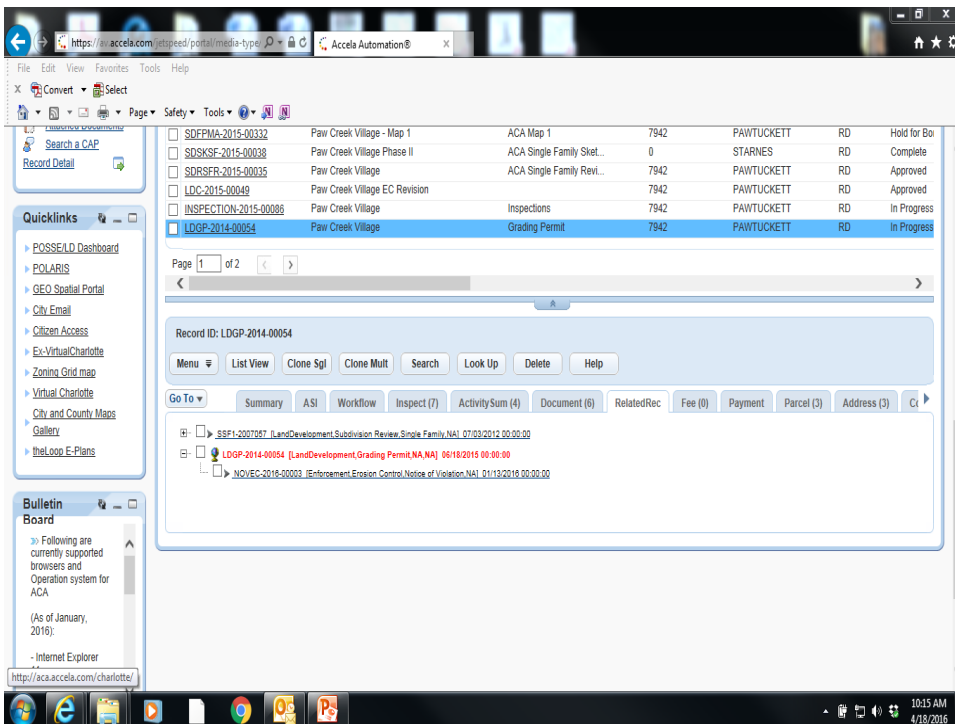 https://av.accela.com/jetspeed/portal/media-type/
Accela Automation®
x
File Edit View Favorites Tools Help
x Convert Select
Page Safety Tools
Attached Documents
Search a CAP
Record Detail
SDFPMA-2015-00332 Paw Creek Village - Map 1 ACA Map 1 7942 PAWTUCKETT RD Hold for Bo
SDSKSF-2015-00038 Paw Creek Village Phase II ACA Single Family Sket... 0 STARNES RD Complete
SDRSFR-2015-00035 Paw Creek Village ACA Single Family Revi... 7942 PAWTUCKETT RD Approved
LDC-2015-00049 Paw Creek Village EC Revision 7942 PAWTUCKETT RD Approved
INSPECTION-2015-00086 Paw Creek Village Inspections 7942 PAWTUCKETT RD In Progress
LDGP-2014-00054 Paw Creek Village Grading Permit 7942 PAWTUCKETT RD In Progress
Page 1 of 2 < >
Quicklinks
POSSE/LD Dashboard
POLARIS
GEO Spatial Portal
City Email
Citizen Access
Ex-VirtualCharlotte
Zoning Grid map
Virtual Charlotte
City and County Maps
Gallery
theLoop E-Plans
Record ID: LDGP-2014-00054
Menu List View Clone Sgl Clone Mult Search Look Up Delete Help
Go To Summary ASI Workflow Inspect (7) ActivitySum (4) Document (6) RelatedRec Fee (0) Payment Parcel (3) Address (3)
SSF1-2007057 [LandDevelopment,Subdivision Review,Single Family,NA] 07/03/2012 00:00:00
LDGP-2014-00054 [LandDevelopment,Grading Permit,NA,NA] 06/18/2015 00:00:00
NOVEC-2016-00003 [Enforcement,Erosion Control,Notice of Violation,NA] 01/13/2016 00:00:00
Bulletin
Board
Following are
currently supported
browsers and
Operation system for
ACA
(As of January,
2016):
- Internet Explorer
http://aca.accela.com/charlotte/
10:15 AM
4/18/2016